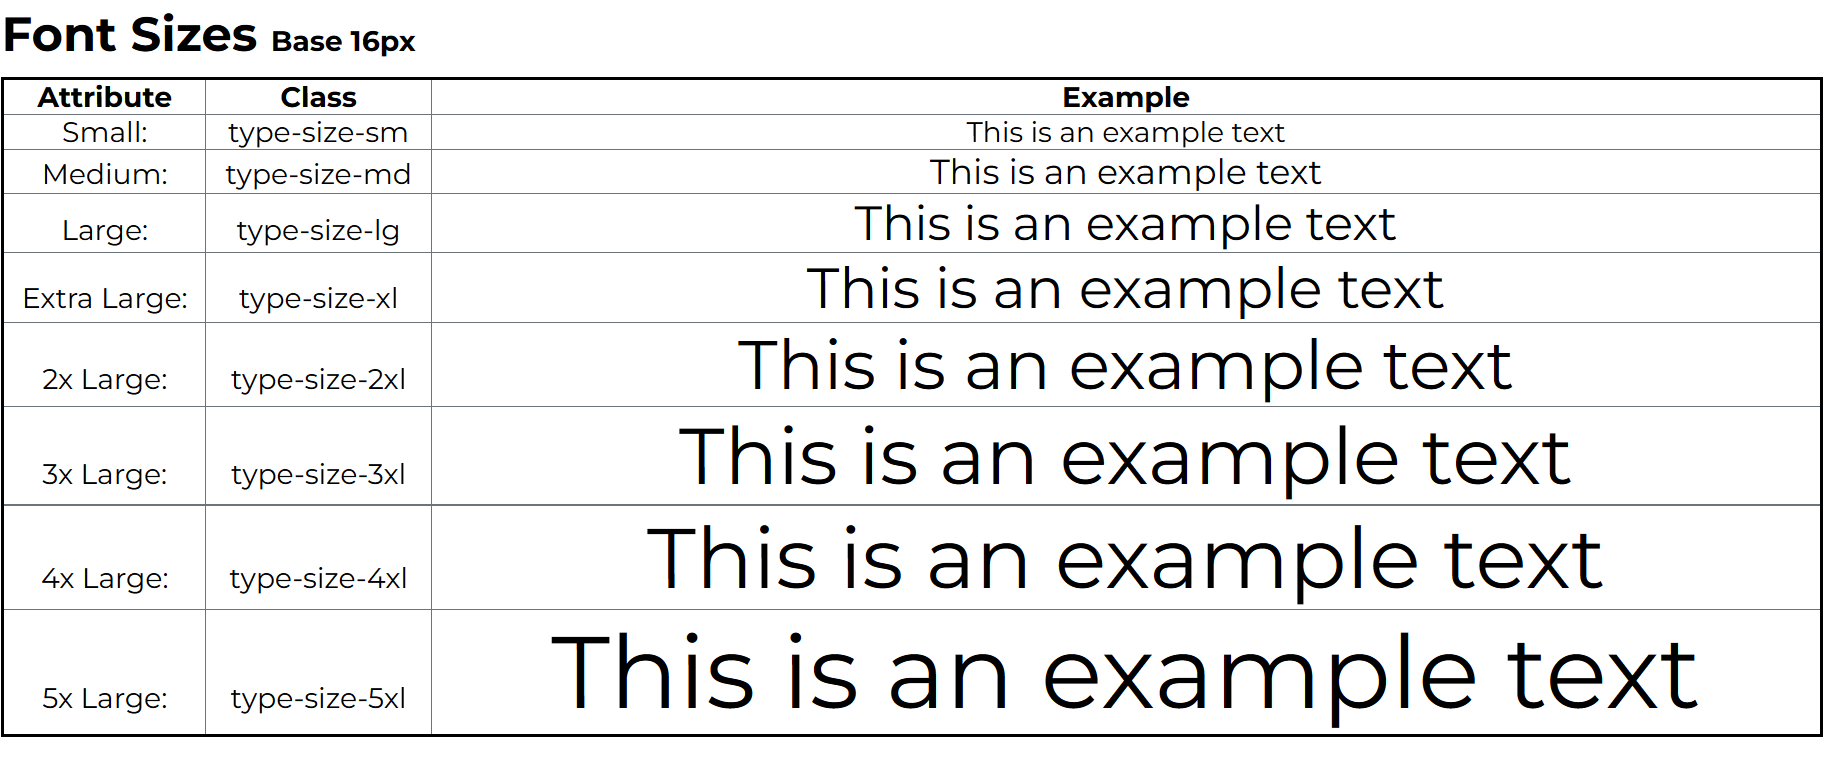 Font Sizes Base 16px
Attribute Class Example
Small: type-size-sm This is an example text
Medium: type-size-md This is an example text
Large: type-size-lg This is an example text
Extra Large: type-size-xl This is an example text
2x Large: type-size-2xl This is an example text
3x Large: type-size-3xl This is an example text
4x Large: type-size-4xl This is an example text
5x Large: type-size-5xl This is an example text